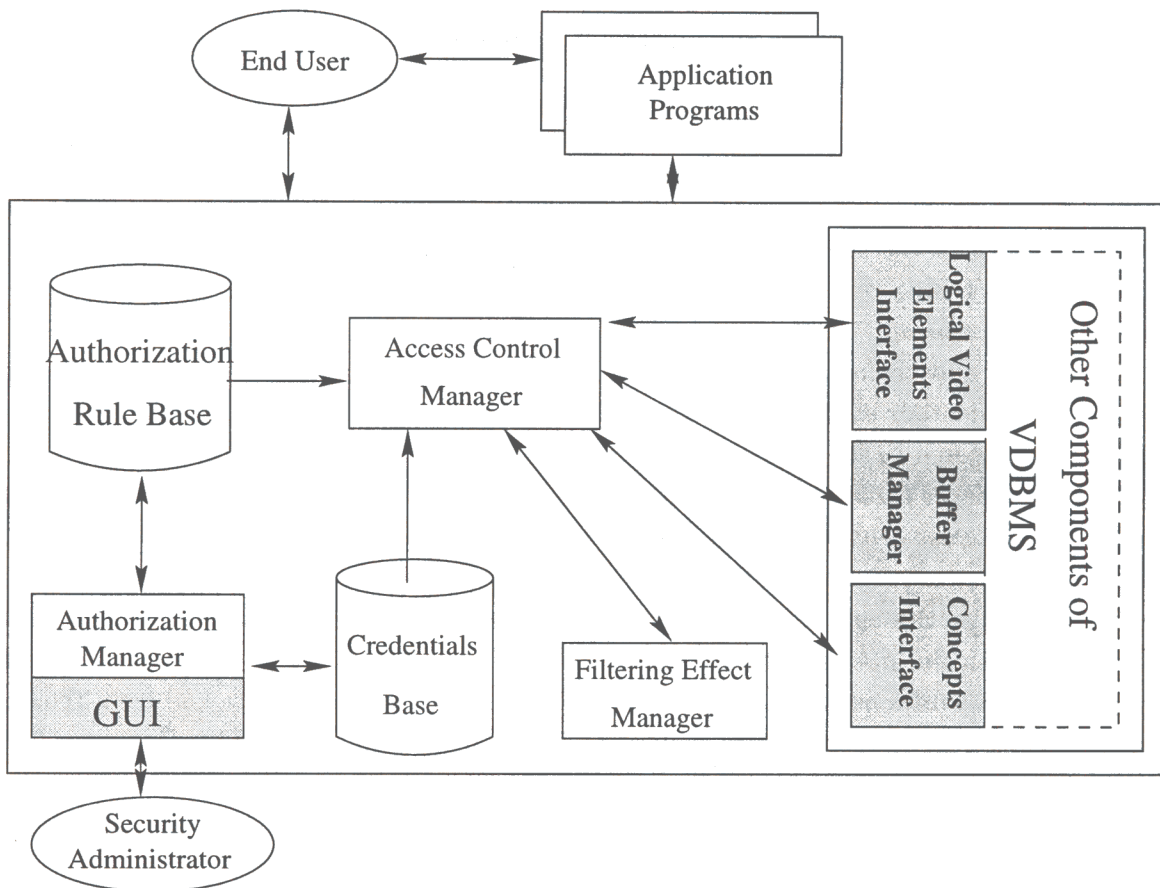 End User
Application
Programs
Authorization
Rule Base
Access Control
Manager
Logical Video
Elements
Interface
Buffer
Manager
Concepts
Interface
Other Components of
VDBMS
Authorization
Manager
GUI
Credentials
Base
Filtering Effect
Manager
Security
Administrator